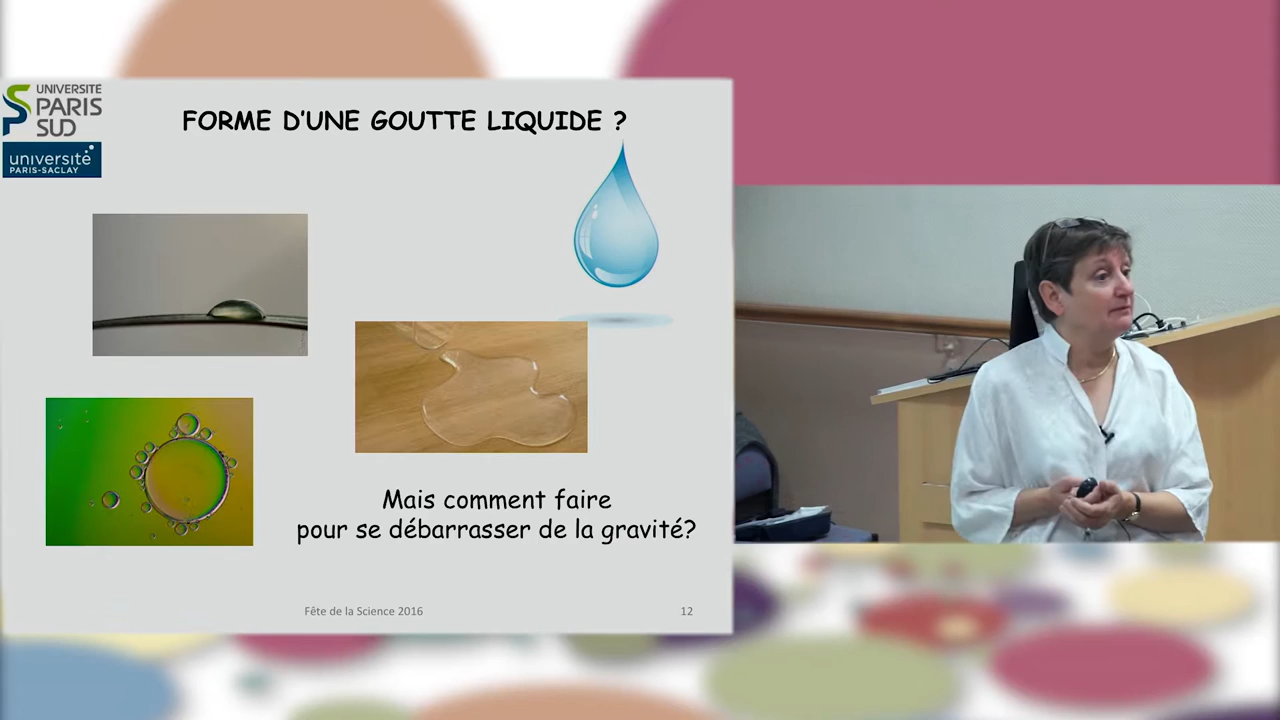 UNIVERSITÉ
PARIS
SUD
université
PARIS-SACLAY
FORME D'UNE GOUTTE LIQUIDE ?
Mais comment faire
pour se débarrasser de la gravité?
Fête de la Science 2016
12